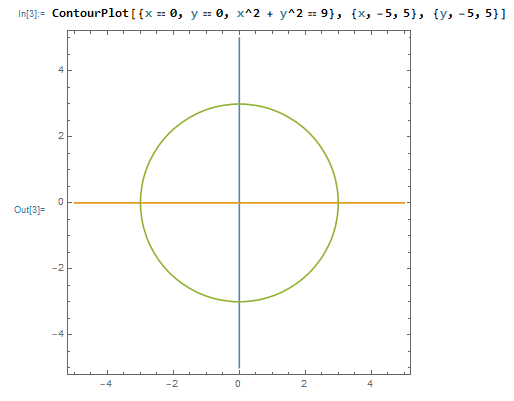 In[3]:= ContourPlot[{x == 0, y == 0, x^2 + y^2 == 9}, {x, -5, 5}, {y, -5, 5}]
4
2
0
Out[3]=
-2
-4
-4 -2 0 2 4